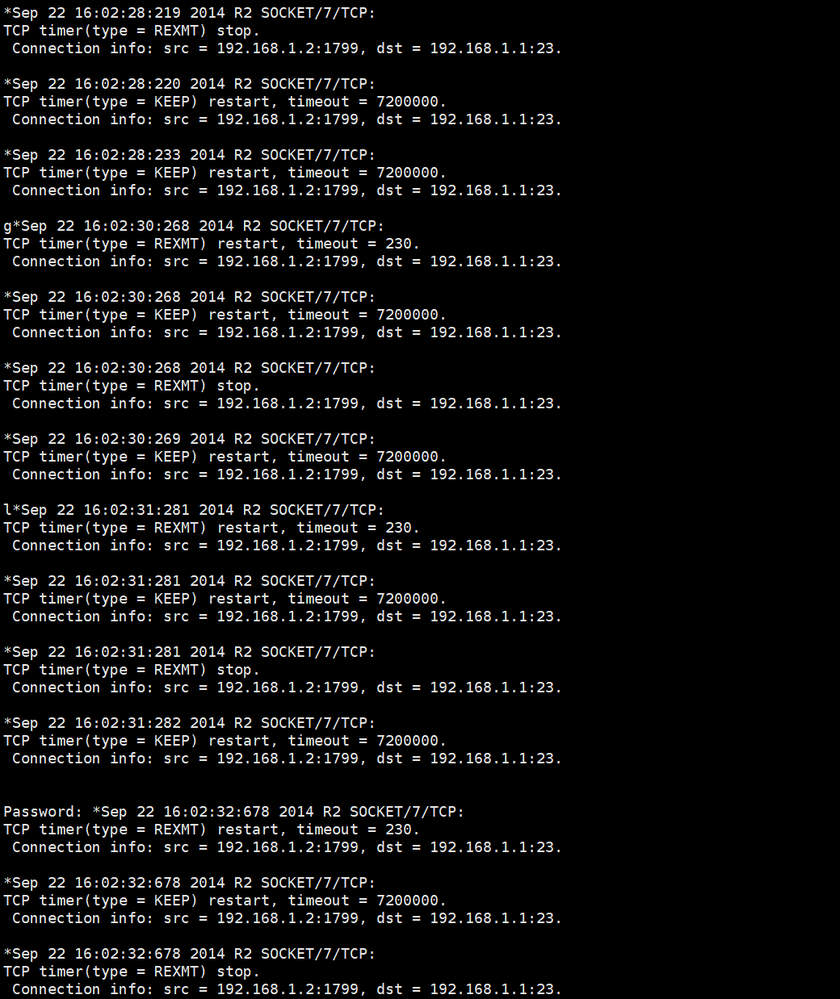 *Sep 22 16:02:28:219 2014 R2 SOCKET/7/TCP:
TCP timer(type = REXMT) stop.
 Connection info: src = 192.168.1.2:1799, dst = 192.168.1.1:23.

*Sep 22 16:02:28:220 2014 R2 SOCKET/7/TCP:
TCP timer(type = KEEP) restart, timeout = 7200000.
 Connection info: src = 192.168.1.2:1799, dst = 192.168.1.1:23.

*Sep 22 16:02:28:233 2014 R2 SOCKET/7/TCP:
TCP timer(type = KEEP) restart, timeout = 7200000.
 Connection info: src = 192.168.1.2:1799, dst = 192.168.1.1:23.

g*Sep 22 16:02:30:268 2014 R2 SOCKET/7/TCP:
TCP timer(type = REXMT) restart, timeout = 230.
 Connection info: src = 192.168.1.2:1799, dst = 192.168.1.1:23.

*Sep 22 16:02:30:268 2014 R2 SOCKET/7/TCP:
TCP timer(type = KEEP) restart, timeout = 7200000.
 Connection info: src = 192.168.1.2:1799, dst = 192.168.1.1:23.

*Sep 22 16:02:30:268 2014 R2 SOCKET/7/TCP:
TCP timer(type = REXMT) stop.
 Connection info: src = 192.168.1.2:1799, dst = 192.168.1.1:23.

*Sep 22 16:02:30:269 2014 R2 SOCKET/7/TCP:
TCP timer(type = KEEP) restart, timeout = 7200000.
 Connection info: src = 192.168.1.2:1799, dst = 192.168.1.1:23.

l*Sep 22 16:02:31:281 2014 R2 SOCKET/7/TCP:
TCP timer(type = REXMT) restart, timeout = 230.
 Connection info: src = 192.168.1.2:1799, dst = 192.168.1.1:23.

*Sep 22 16:02:31:281 2014 R2 SOCKET/7/TCP:
TCP timer(type = KEEP) restart, timeout = 7200000.
 Connection info: src = 192.168.1.2:1799, dst = 192.168.1.1:23.

*Sep 22 16:02:31:281 2014 R2 SOCKET/7/TCP:
TCP timer(type = REXMT) stop.
 Connection info: src = 192.168.1.2:1799, dst = 192.168.1.1:23.

*Sep 22 16:02:31:282 2014 R2 SOCKET/7/TCP:
TCP timer(type = KEEP) restart, timeout = 7200000.
 Connection info: src = 192.168.1.2:1799, dst = 192.168.1.1:23.

Password: *Sep 22 16:02:32:678 2014 R2 SOCKET/7/TCP:
TCP timer(type = REXMT) restart, timeout = 230.
 Connection info: src = 192.168.1.2:1799, dst = 192.168.1.1:23.

*Sep 22 16:02:32:678 2014 R2 SOCKET/7/TCP:
TCP timer(type = KEEP) restart, timeout = 7200000.
 Connection info: src = 192.168.1.2:1799, dst = 192.168.1.1:23.

*Sep 22 16:02:32:678 2014 R2 SOCKET/7/TCP:
TCP timer(type = REXMT) stop.
 Connection info: src = 192.168.1.2:1799, dst = 192.168.1.1:23.